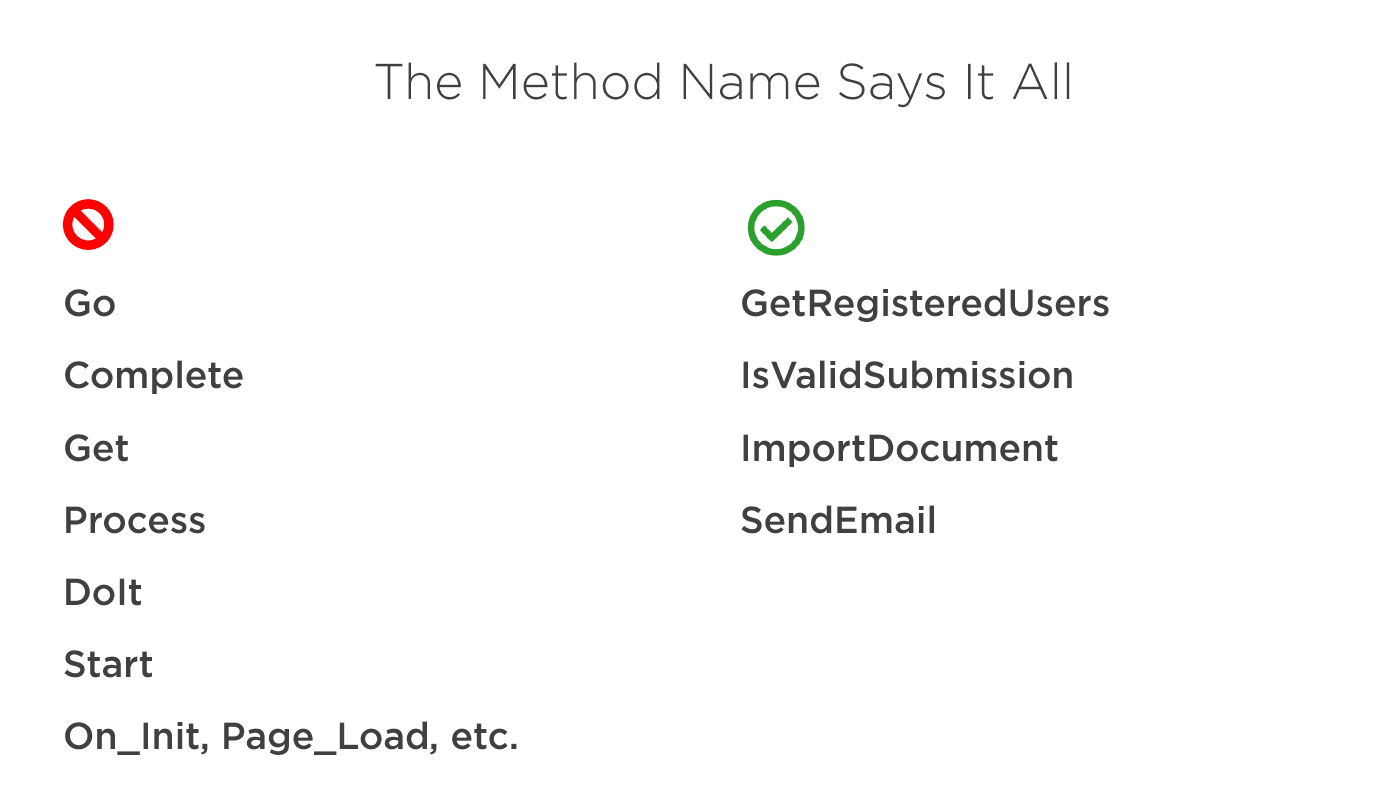 The Method Name Says It All
Go
Complete
Get
Process
DoIt
Start
On_Init, Page_Load, etc.
GetRegisteredUsers
IsValidSubmission
ImportDocument
SendEmail